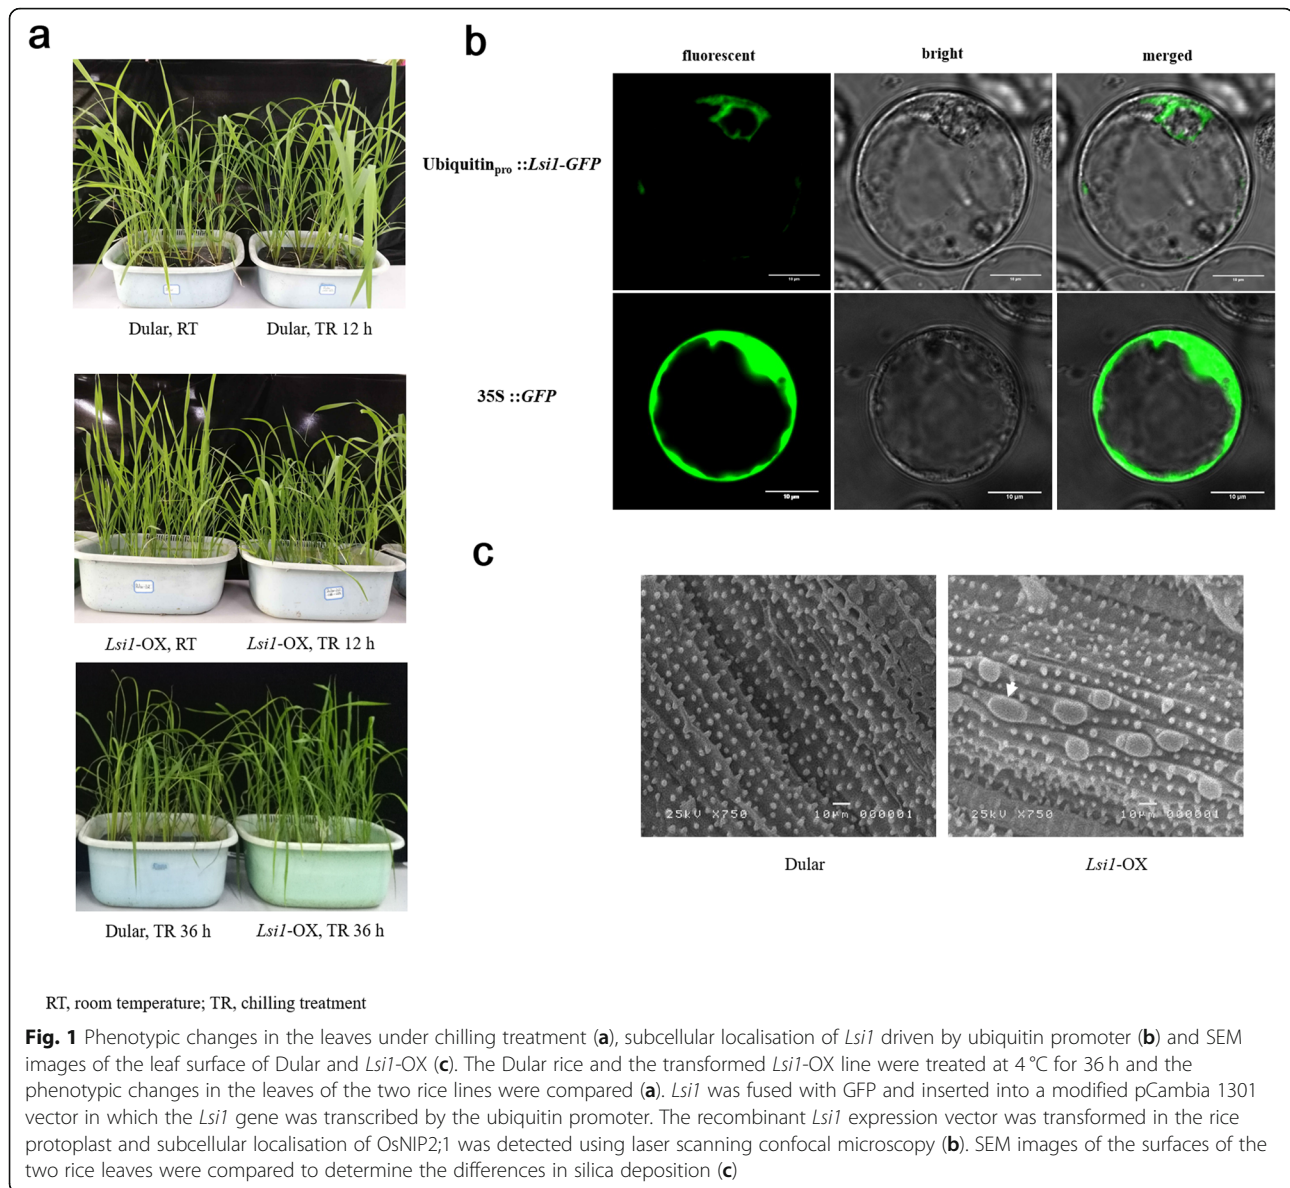 a
Dular, RT
Dular, TR 12 h
Lsi1-OX, RT
Lsi1-OX, TR 12 h
Dular, TR 36 h
Lsi1-OX, TR 36 h
RT, room temperature; TR, chilling treatment
b
fluorescent
bright
merged
Ubiquitinpro ::Lsi1-GFP
10 µm
10 µm
10 µm
35S ::GFP
10 µm
10 µm
10 µm
c
25kV X750 10µm 000001
25kV X750 10µm 000001
Dular
Lsi1-OX
Fig. 1 Phenotypic changes in the leaves under chilling treatment (a), subcellular localisation of Lsi1 driven by ubiquitin promoter (b) and SEM
images of the leaf surface of Dular and Lsi1-OX (c). The Dular rice and the transformed Lsi1-OX line were treated at 4 °C for 36 h and the
phenotypic changes in the leaves of the two rice lines were compared (a). Lsi1 was fused with GFP and inserted into a modified pCambia 1301
vector in which the Lsi1 gene was transcribed by the ubiquitin promoter. The recombinant Lsi1 expression vector was transformed in the rice
protoplast and subcellular localisation of OsNIP2;1 was detected using laser scanning confocal microscopy (b). SEM images of the surfaces of the
two rice leaves were compared to determine the differences in silica deposition (c)